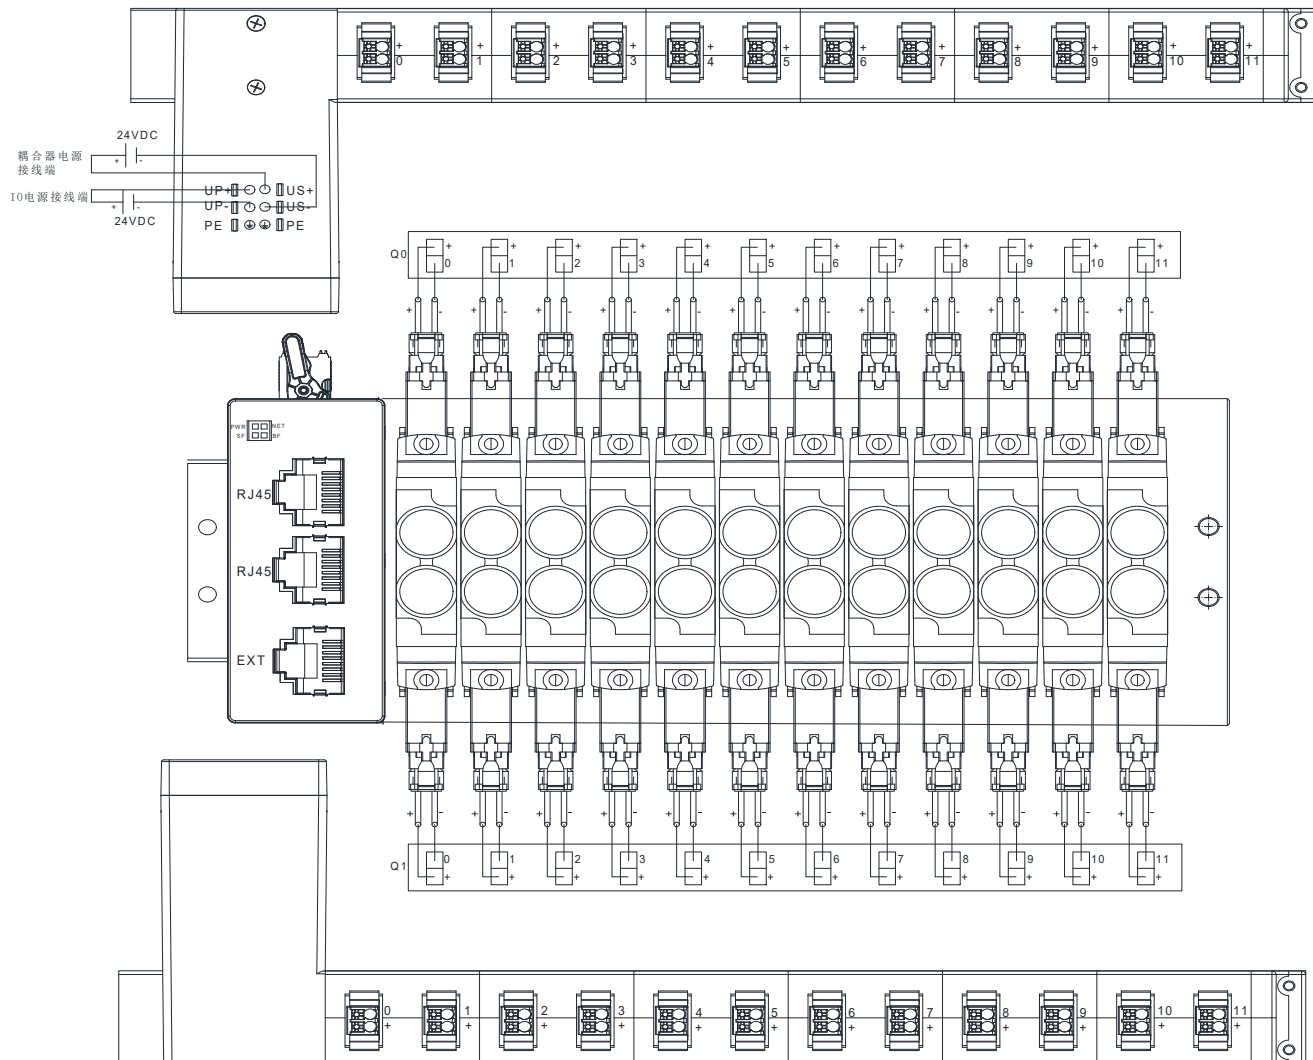 + + + + + + + + + + + +
0 1 2 3 4 5 6 7 8 9 10 11
24VDC
耦合器电源
接线端
+ -
UP+ US+
IO电源接线端
UP- US-
+ -
24VDC
PE PE
+ + + + + + + + + + + +
Q0
0 1 2 3 4 5 6 7 8 9 10 11
+ - + - + - + - + - + - + - + - + - + - + - + -
PWR NET
SF BF
RJ45
RJ45
EXT
+ - + - + - + - + - + - + - + - + - + - + - + -
0 1 2 3 4 5 6 7 8 9 10 11
Q1
+ + + + + + + + + + + +
0 1 2 3 4 5 6 7 8 9 10 11
+ + + + + + + + + + + +